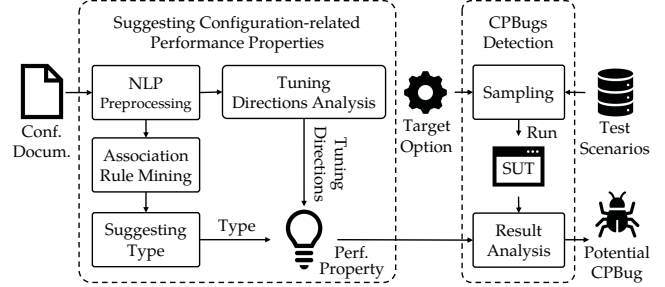 Suggesting Configuration-related
Performance Properties
CPBugs
Detection
NLP
Preprocessing
Tuning
Directions Analysis
Sampling
Conf.
Docum.
Target
Option
Test
Scenarios
Run
Association
Rule Mining
Tuning
Directions
SUT
Suggesting
Type
Type
Perf.
Property
Result
Analysis
Potential
CPBug